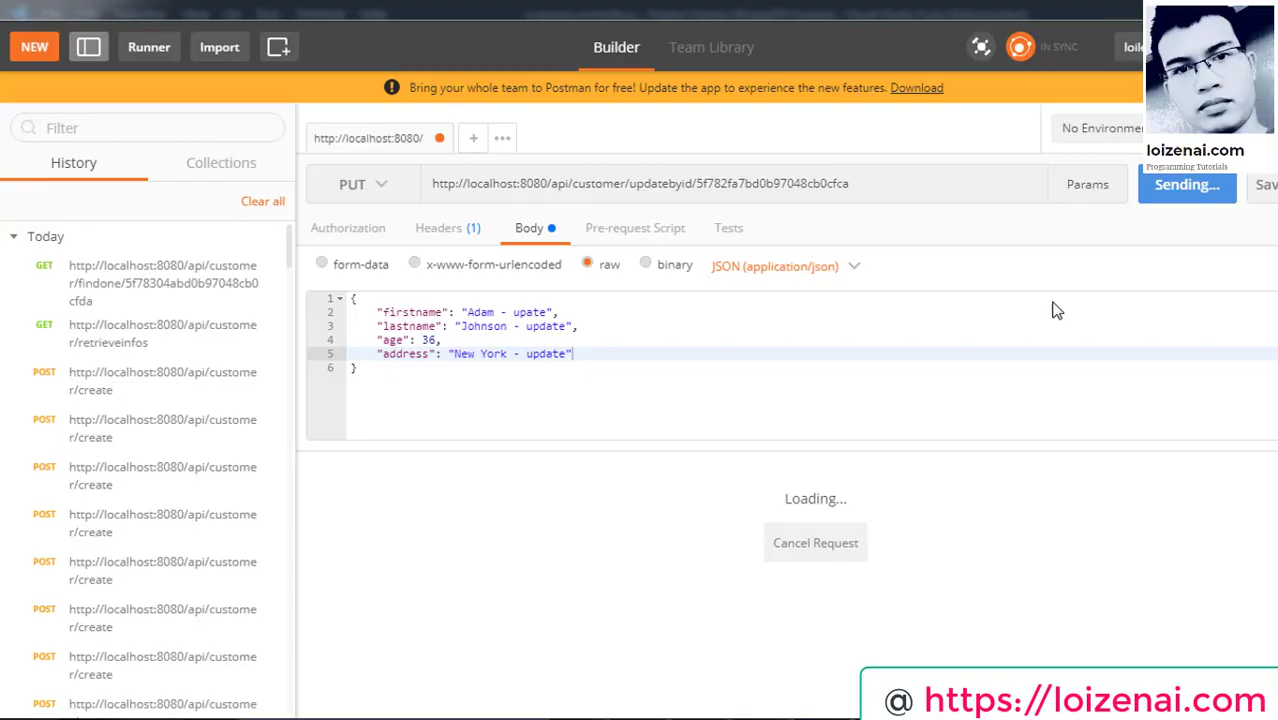 NEW
Runner
Import
Builder
Team Library
IN SYNC
Bring your whole team to Postman for free! Update the app to experience the new features. Download
Filter
History
Collections
Clear all
Today
GET
http://localhost:8080/api/custome
r/findone/5f78304abd0b97048cb0
cfda
GET
http://localhost:8080/api/custome
r/retrieveinfos
POST
http://localhost:8080/api/custome
r/create
POST
http://localhost:8080/api/custome
r/create
POST
http://localhost:8080/api/custome
r/create
POST
http://localhost:8080/api/custome
r/create
POST
http://localhost:8080/api/custome
r/create
POST
http://localhost:8080/api/custome
r/create
POST
http://localhost:8080/api/custome
r/create
POST
http://localhost:8080/api/custome
http://localhost:8080/
No Environme
PUT
http://localhost:8080/api/customer/updatebyid/5f782fa7bd0b97048cb0cfca
Params
Sending...
Sav
Authorization
Headers (1)
Body
Pre-request Script
Tests
form-data
x-www-form-urlencoded
raw
binary
JSON (application/json)
1 {
2 "firstname": "Adam - upate",
3 "lastname": "Johnson - update",
4 "age": 36,
5 "address": "New York - update"
6 }
Loading...
Cancel Request
loizenai.com
Programming Tutorials
@ https://loizenai.com